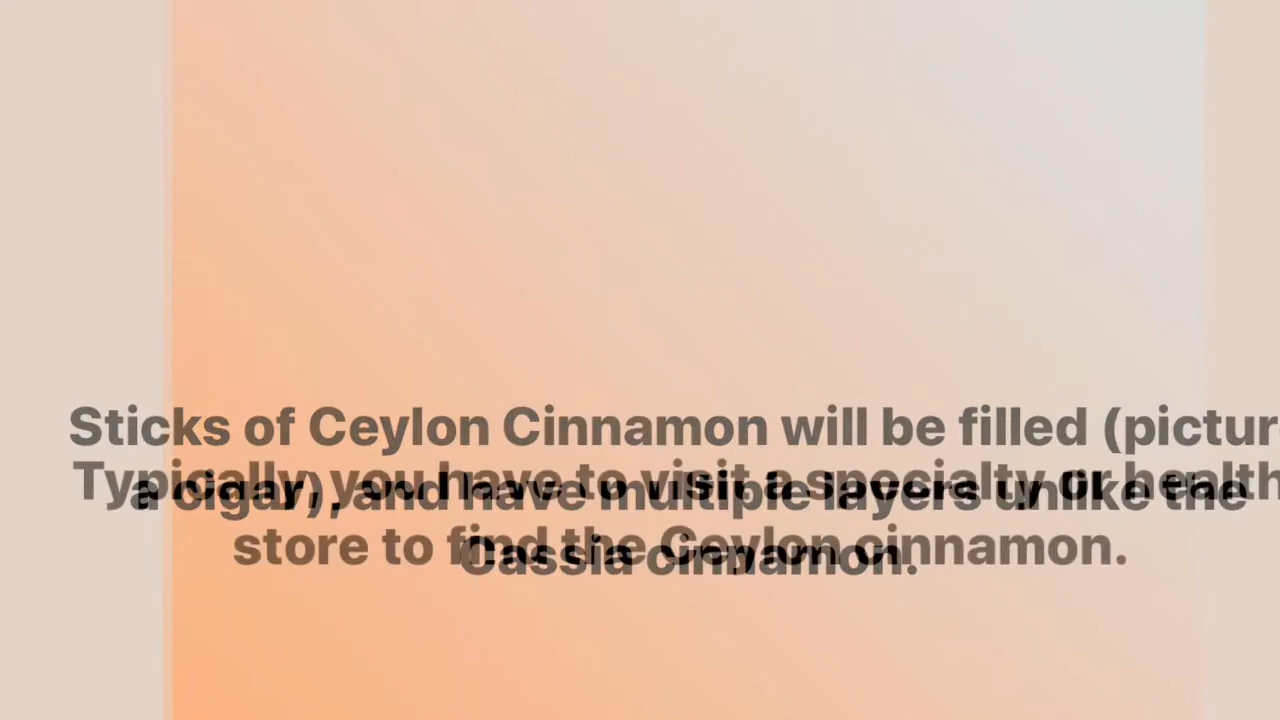 Sticks of Ceylon Cinnamon will be filled (pictur
a cigar), and have multiple layers unlike the
Cassia cinnamon.
Typically, you have to visit a specialty or health
store to find the Ceylon cinnamon.